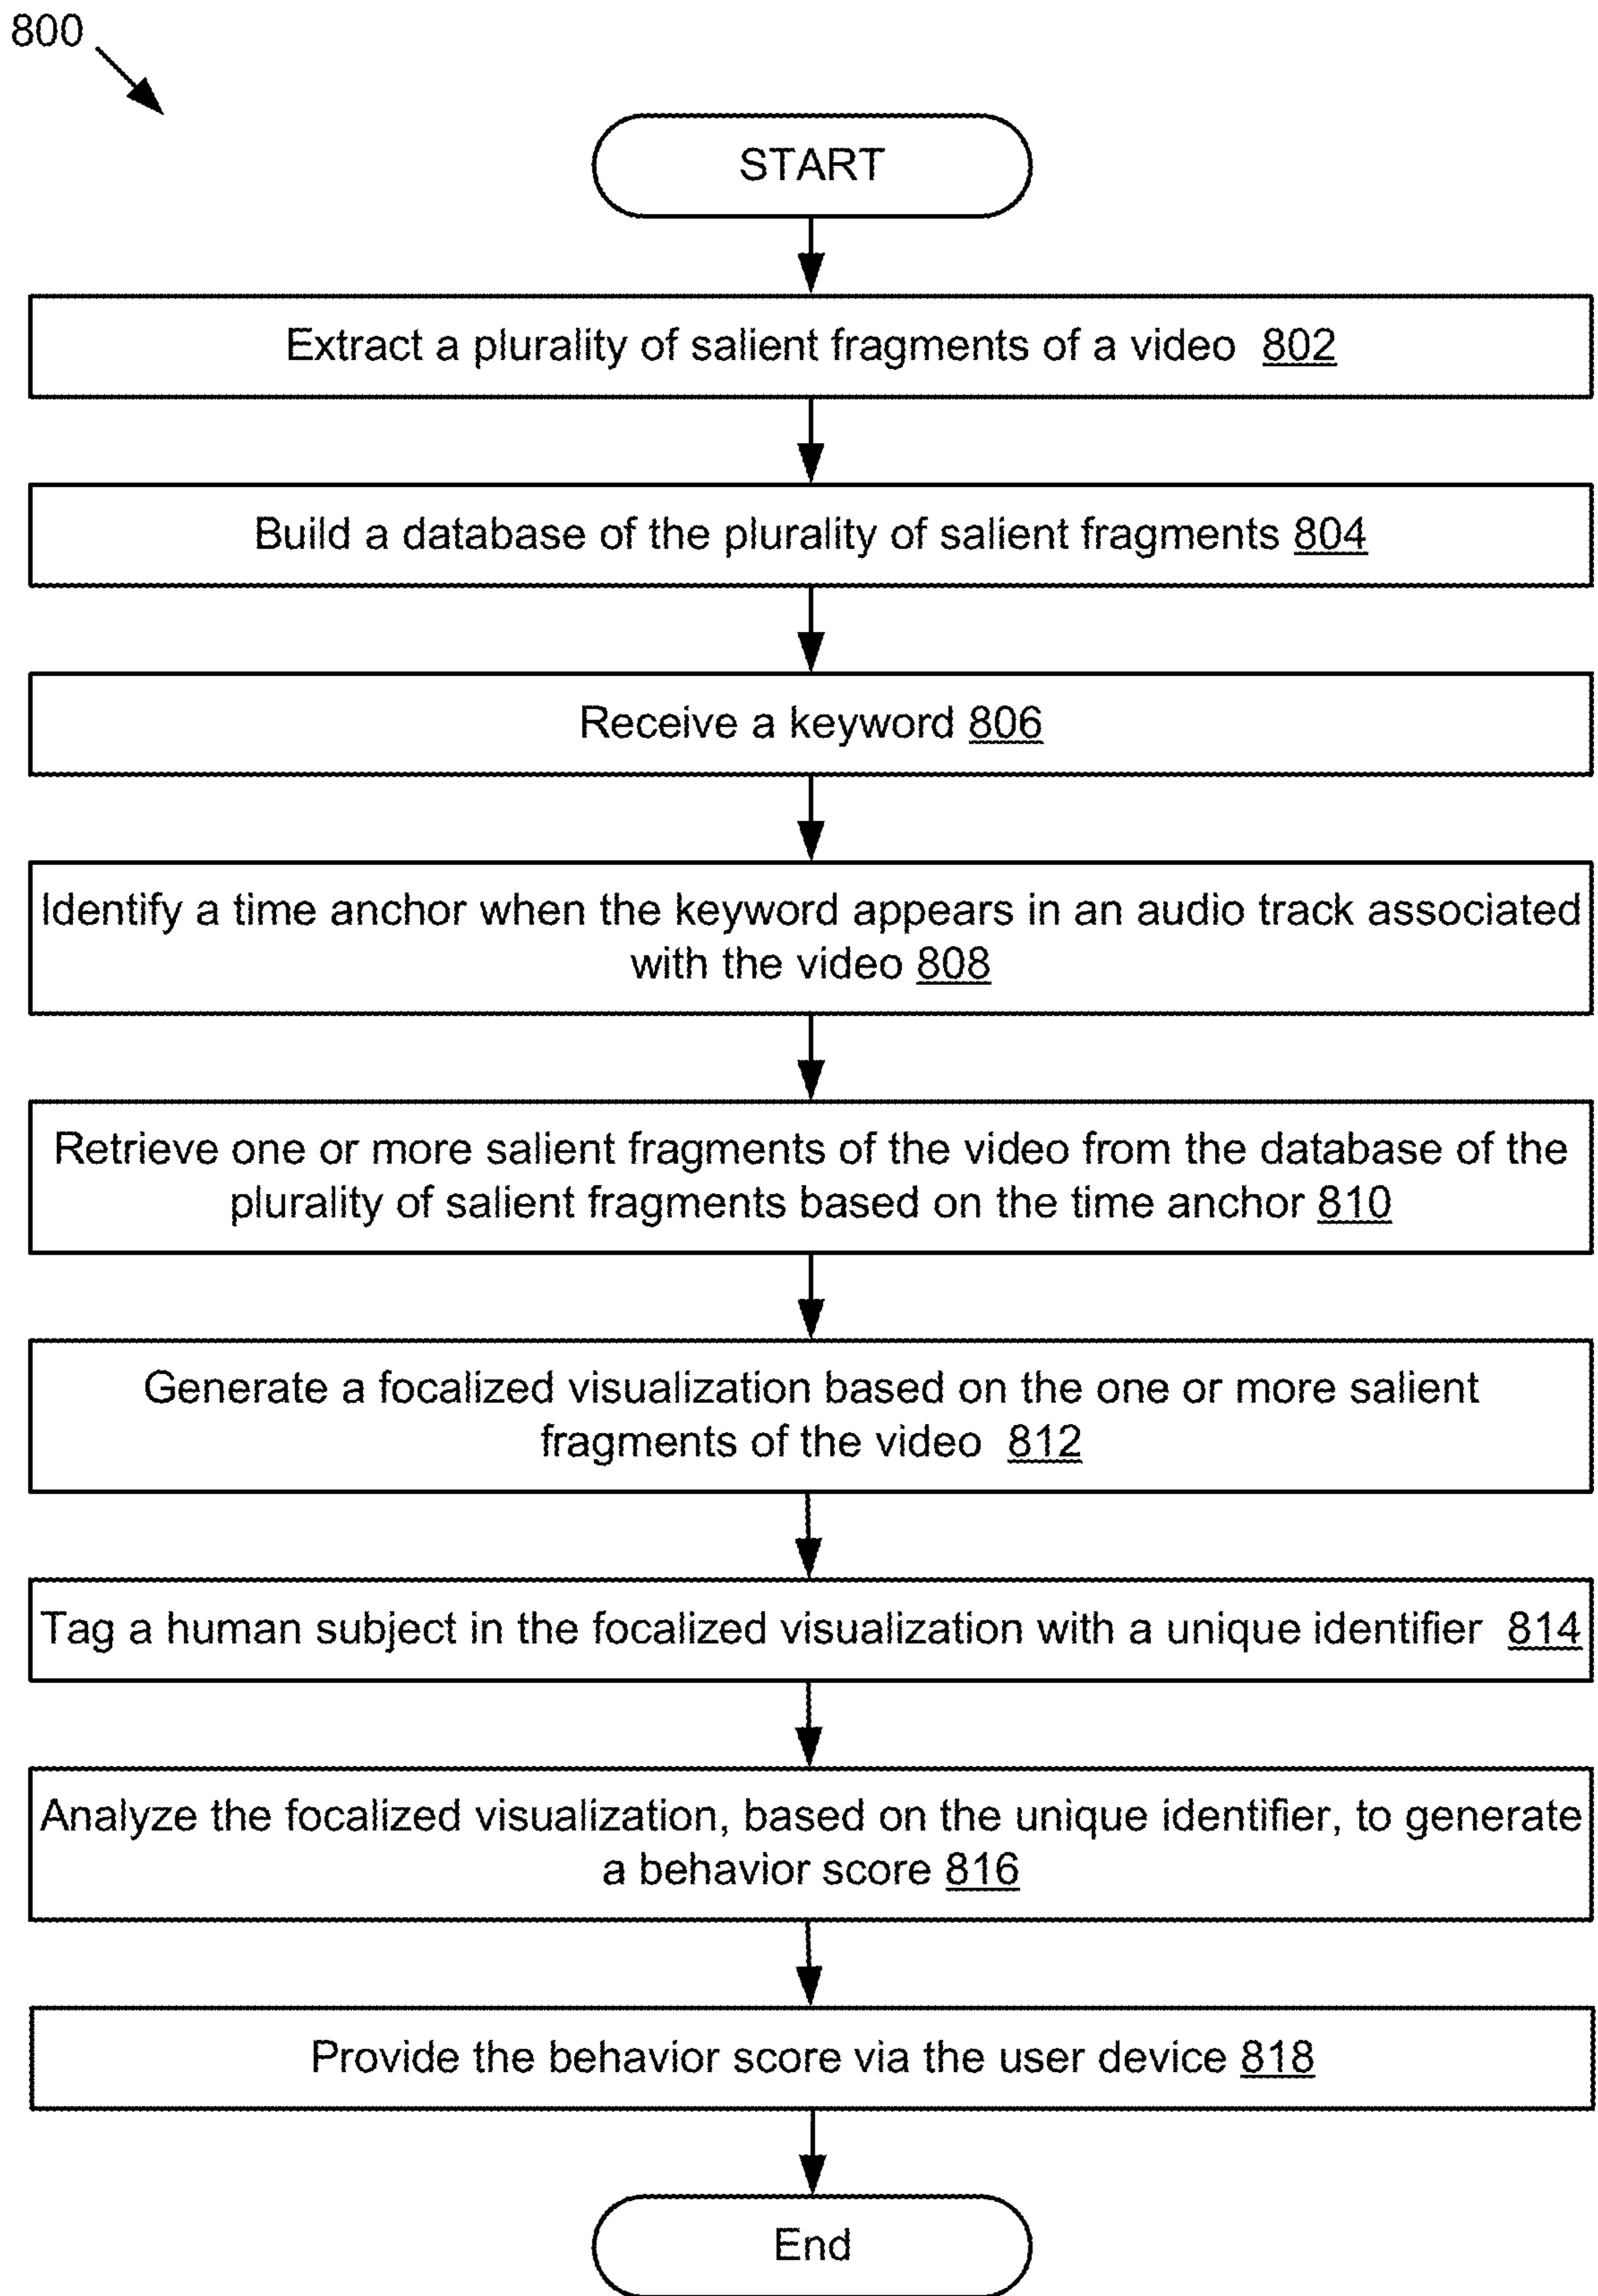 800
START
Extract a plurality of salient fragments of a video 802
Build a database of the plurality of salient fragments 804
Receive a keyword 806
Identify a time anchor when the keyword appears in an audio track associated
with the video 808
Retrieve one or more salient fragments of the video from the database of the
plurality of salient fragments based on the time anchor 810
Generate a focalized visualization based on the one or more salient
fragments of the video 812
Tag a human subject in the focalized visualization with a unique identifier 814
Analyze the focalized visualization, based on the unique identifier, to generate
a behavior score 816
Provide the behavior score via the user device 818
End